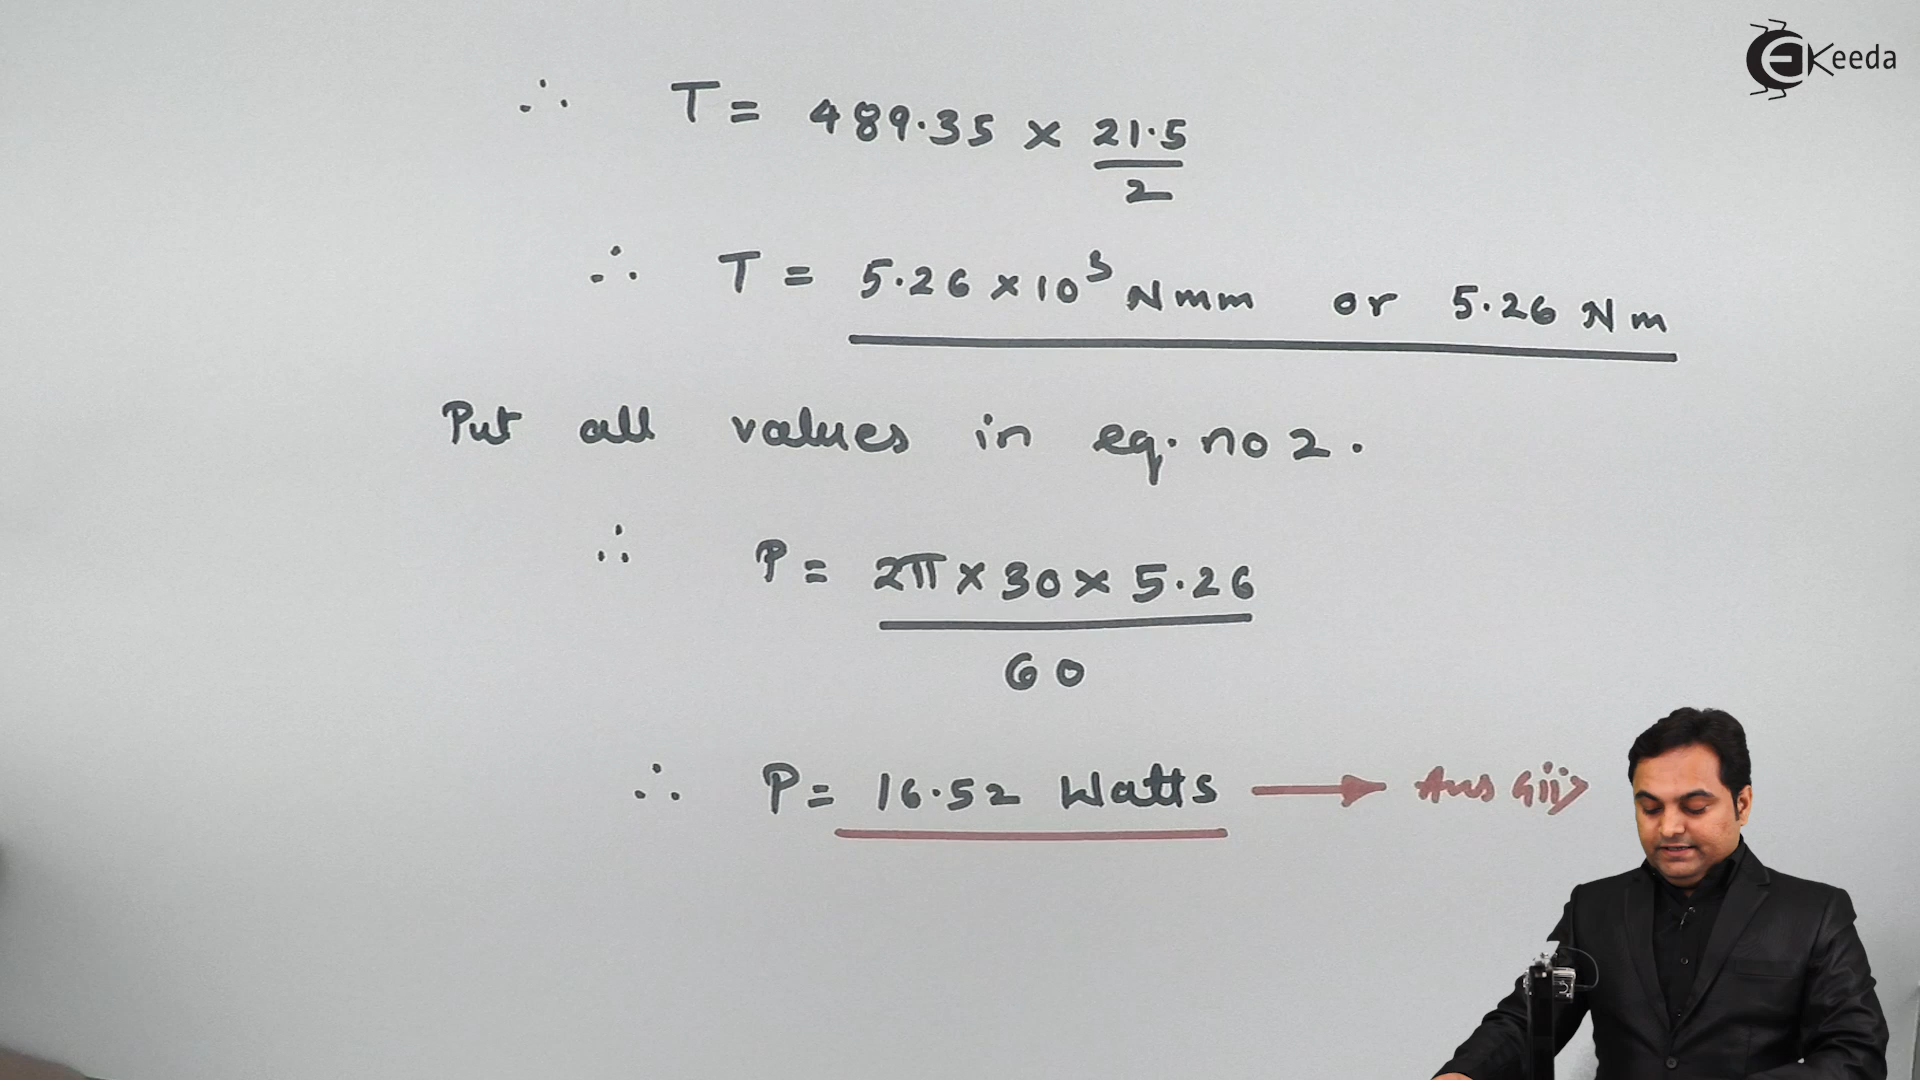 Keeda
∴ T = 489.35 × 21.5/2
∴ T = 5.26 × 10³ Nmm or 5.26 Nm
Put all values in eq. no 2.
∴ P = 2π × 30 × 5.26
60
∴ P = 16.52 Watts → Ans (iii)